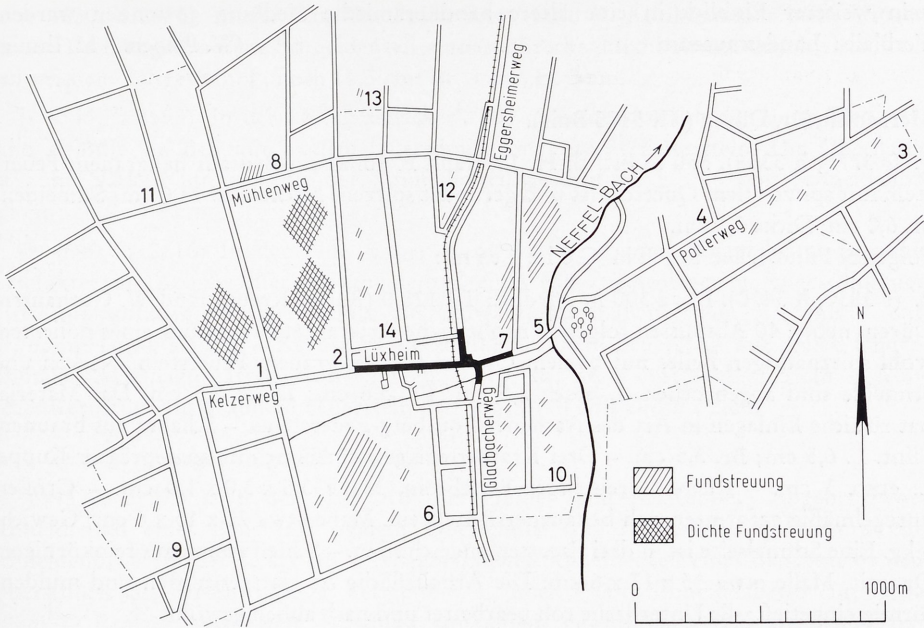 13
Eggersheimerweg
8
3
Mühlenweg
11
12
NEFFEL-BACH
4
Pollerweg
N
14
5
7
2
Lüxheim
1
Kelzerweg
Gladbacherweg
10
6
9
Fundstreuung
Dichte Fundstreuung
0
1000m